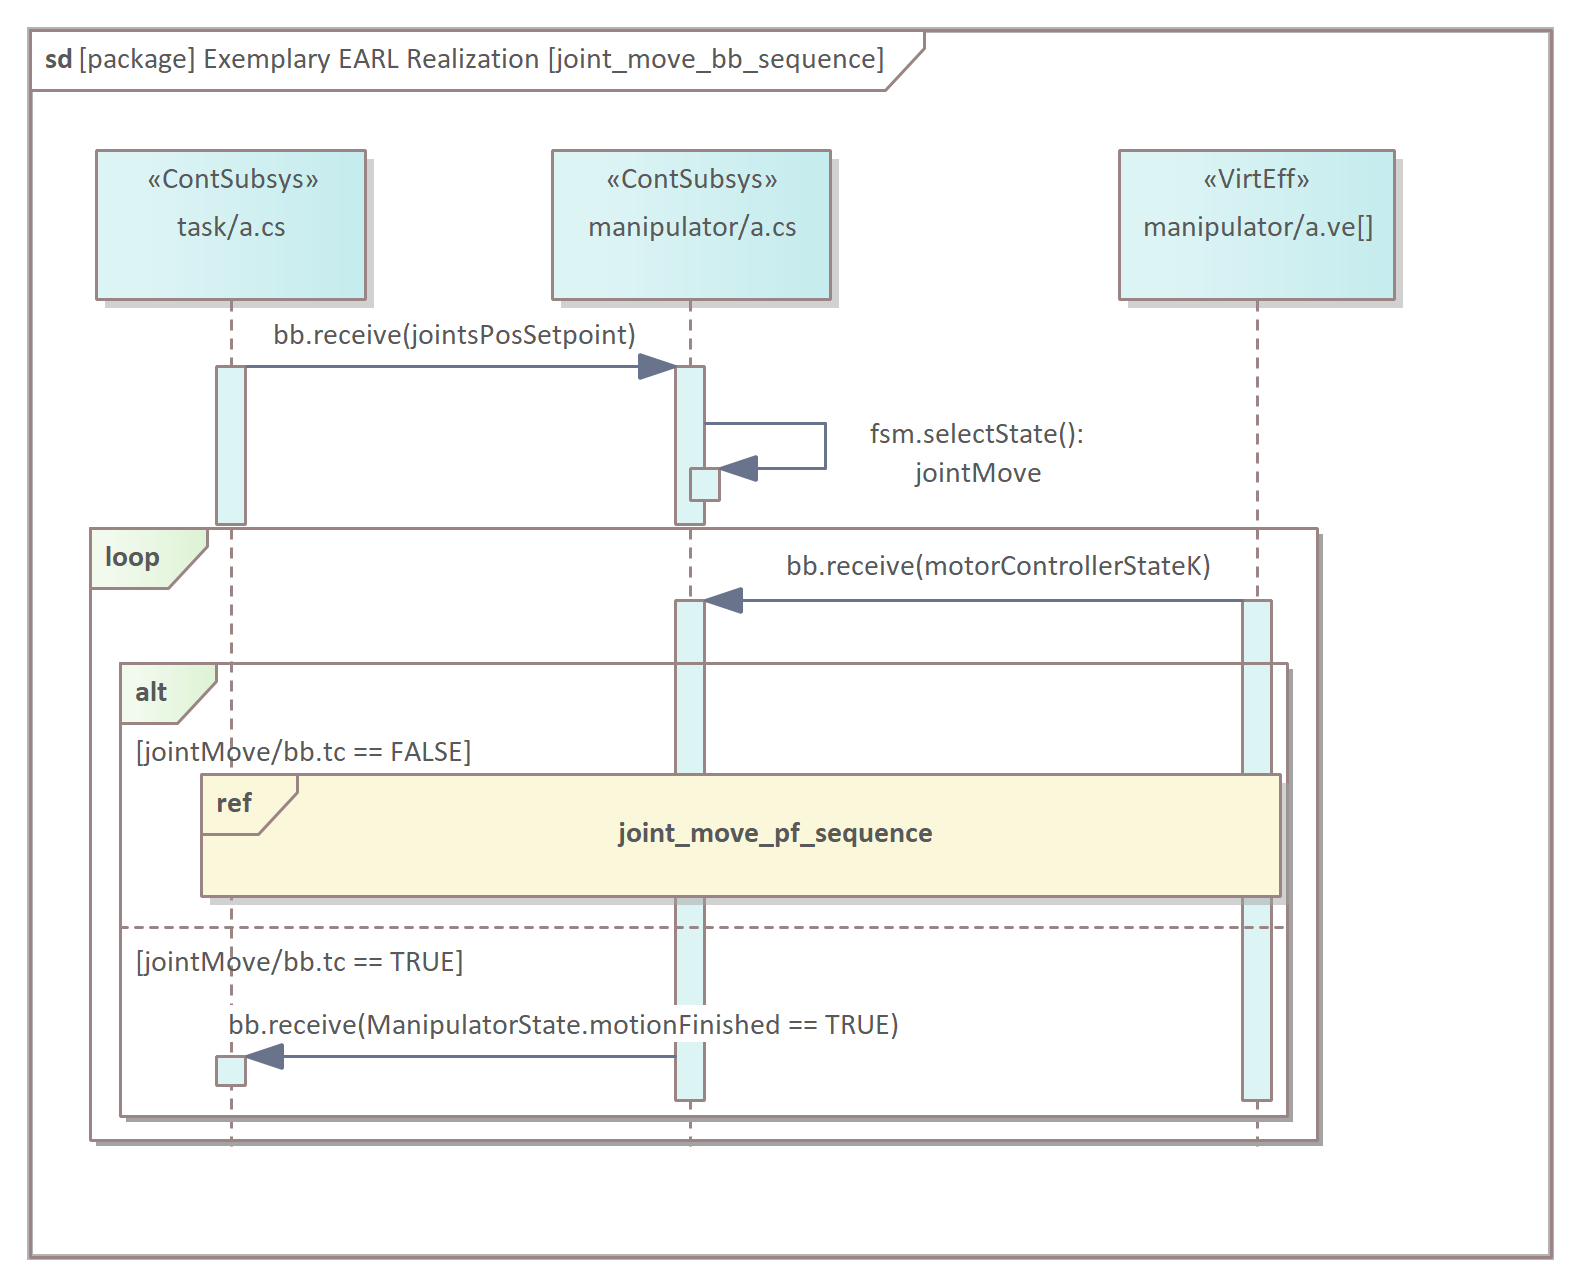 sd [package] Exemplary EARL Realization [joint_move_bb_sequence]
«ContSubsys»
task/a.cs
«ContSubsys»
manipulator/a.cs
«VirtEff»
manipulator/a.ve[]
bb.receive(jointsPosSetpoint)
fsm.selectState():
jointMove
loop
bb.receive(motorControllerStateK)
alt
[jointMove/bb.tc == FALSE]
ref
joint_move_pf_sequence
[jointMove/bb.tc == TRUE]
bb.receive(ManipulatorState.motionFinished == TRUE)